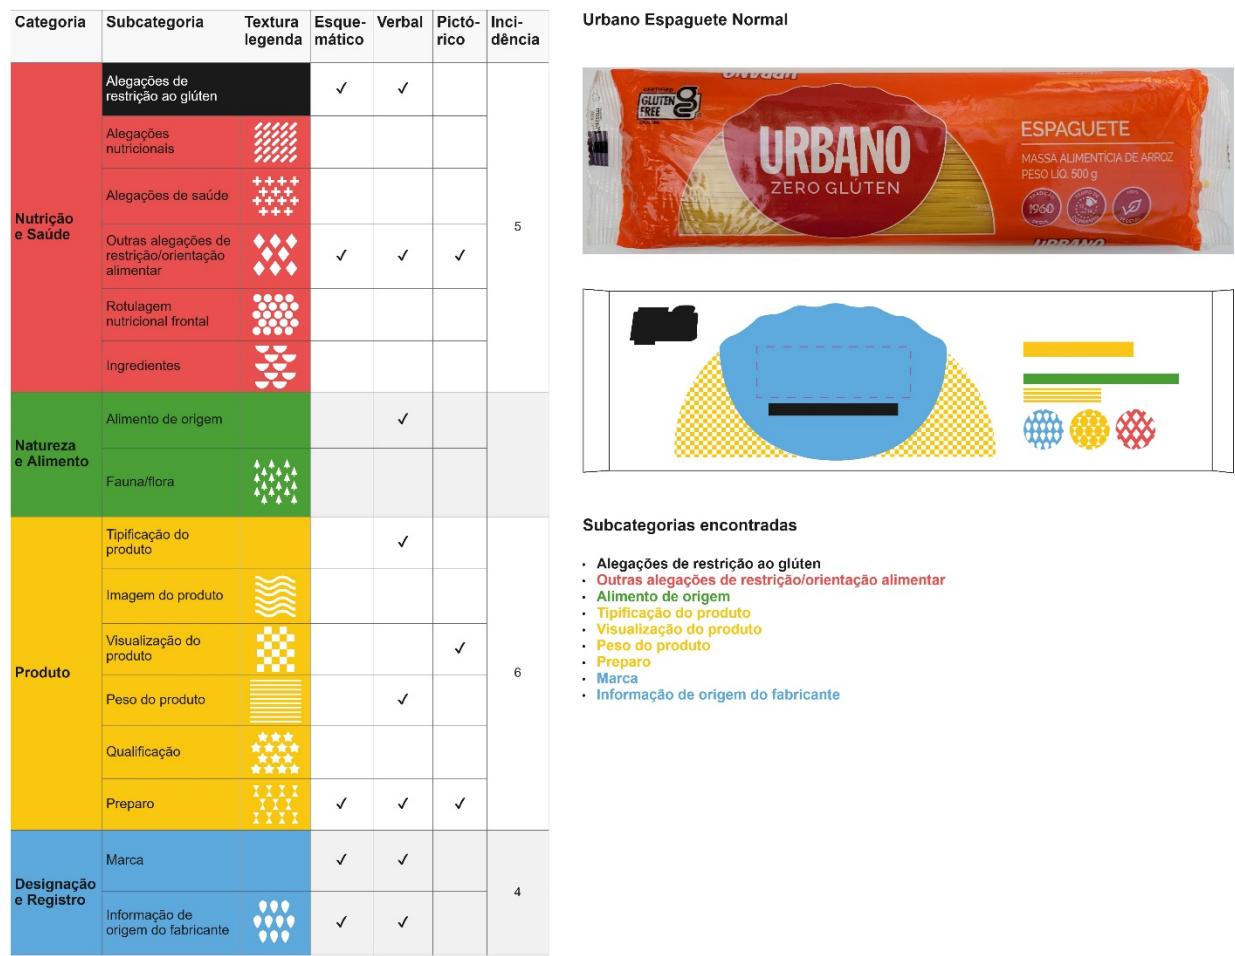 Categoria Subcategoria Textura legenda Esque-mático Verbal Pictó-rico Inci-dência
Nutrição e Saúde
Alegações de
restrição ao glúten ✓ ✓
Alegações
nutricionais
Alegações de saúde
Outras alegações de
restrição/orientação
alimentar ✓ ✓ ✓
Rotulagem
nutricional frontal
Ingredientes
5
Natureza
e Alimento
Alimento de origem ✓
Fauna/flora
Produto
Tipificação do
produto ✓
Imagem do produto
Visualização do
produto ✓
Peso do produto ✓
Qualificação
Preparo ✓ ✓ ✓
6
Designação
e Registro
Marca ✓ ✓
Informação de
origem do fabricante ✓ ✓
4
Urbano Espaguete Normal
URBANO
CERTIFIED
GLUTEN
FREE
URBANO
ZERO GLÚTEN
ESPAGUETE
MASSA ALIMENTÍCIA DE ARROZ
PESO LÍQ. 500 g
TRADIÇÃO
1960
100%
URBANO
Subcategorias encontradas
Alegações de restrição ao glúten
Outras alegações de restrição/orientação alimentar
Alimento de origem
Tipificação do produto
Visualização do produto
Peso do produto
Preparo
Marca
Informação de origem do fabricante